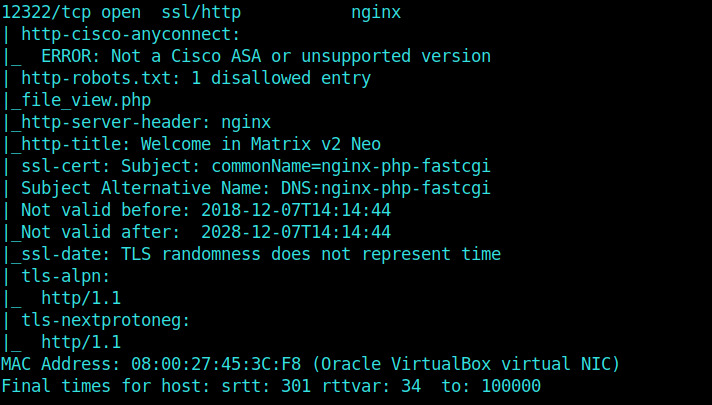 12322/tcp open  ssl/http           nginx
| http-cisco-anyconnect:
|_  ERROR: Not a Cisco ASA or unsupported version
| http-robots.txt: 1 disallowed entry
|_file_view.php
|_http-server-header: nginx
|_http-title: Welcome in Matrix v2 Neo
| ssl-cert: Subject: commonName=nginx-php-fastcgi
| Subject Alternative Name: DNS:nginx-php-fastcgi
| Not valid before: 2018-12-07T14:14:44
|_Not valid after:  2028-12-07T14:14:44
|_ssl-date: TLS randomness does not represent time
| tls-alpn:
|_  http/1.1
| tls-nextprotoneg:
|_  http/1.1
MAC Address: 08:00:27:45:3C:F8 (Oracle VirtualBox virtual NIC)
Final times for host: srtt: 301 rttvar: 34  to: 100000